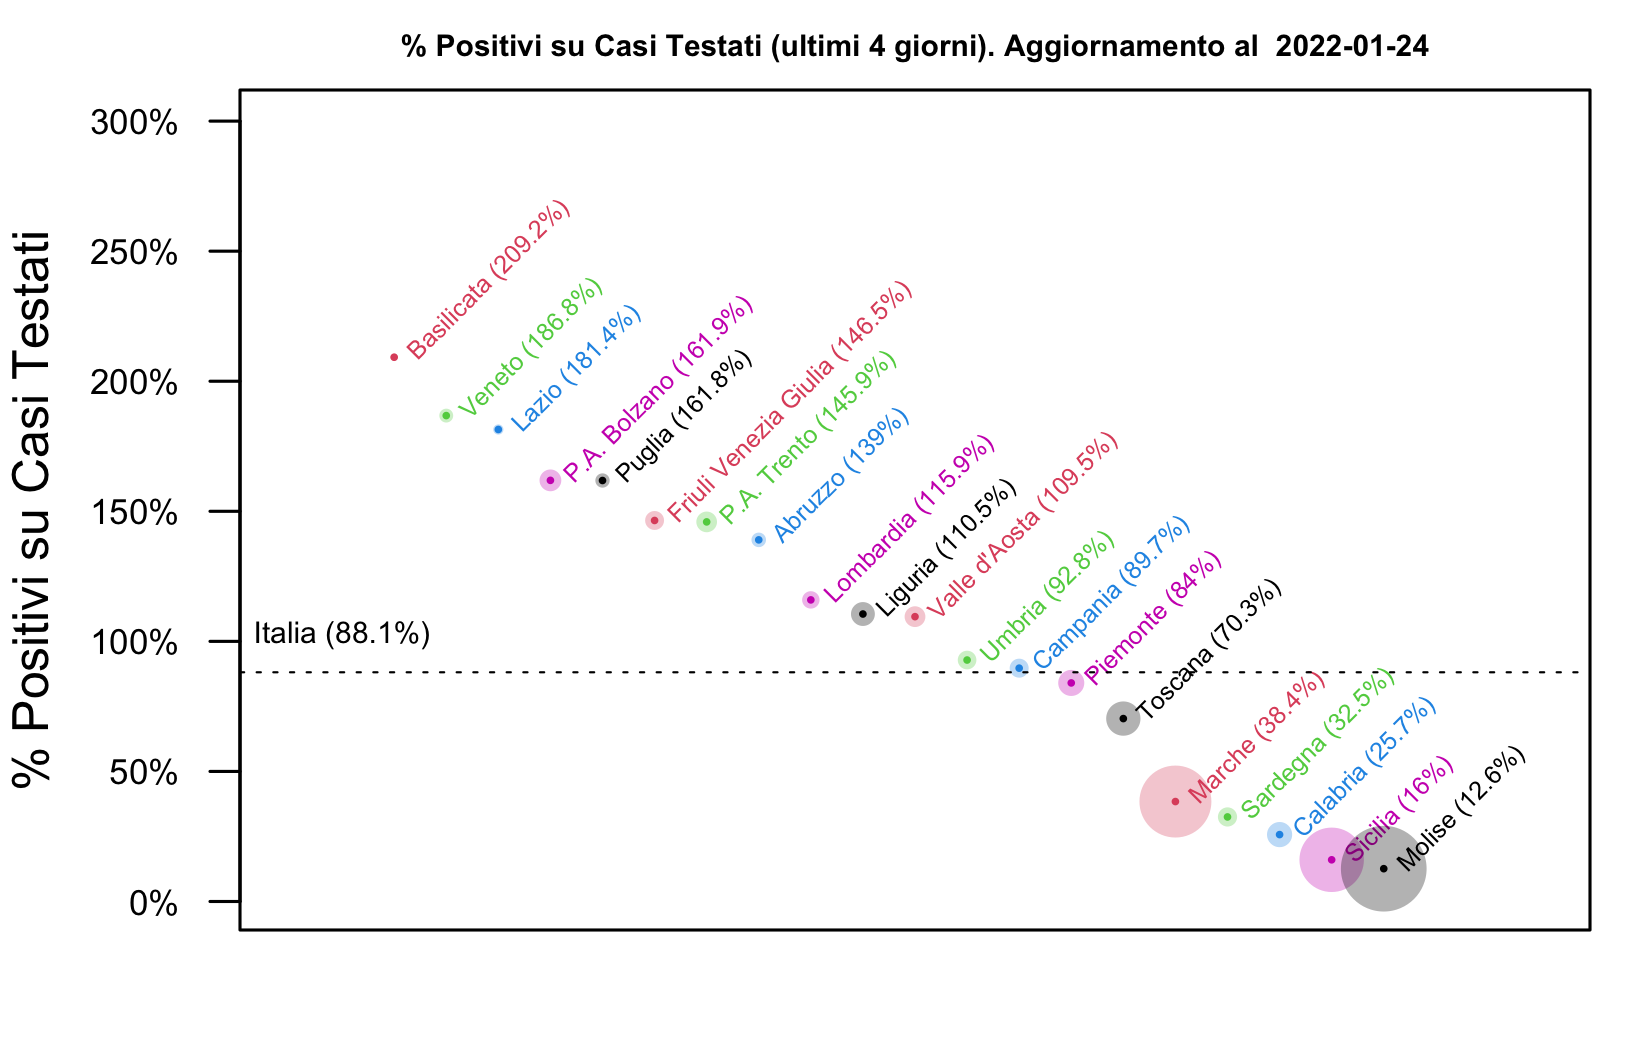 % Positivi su Casi Testati (ultimi 4 giorni). Aggiornamento al  2022-01-24
% Positivi su Casi Testati
300%
250%
200%
150%
100%
50%
0%
Italia (88.1%)
Basilicata (209.2%)
Veneto (186.8%)
Lazio (181.4%)
P.A. Bolzano (161.9%)
Puglia (161.8%)
Friuli Venezia Giulia (146.5%)
P.A. Trento (145.9%)
Abruzzo (139%)
Lombardia (115.9%)
Liguria (110.5%)
Valle d'Aosta (109.5%)
Umbria (92.8%)
Campania (89.7%)
Piemonte (84%)
Toscana (70.3%)
Marche (38.4%)
Sardegna (32.5%)
Calabria (25.7%)
Sicilia (16%)
Molise (12.6%)